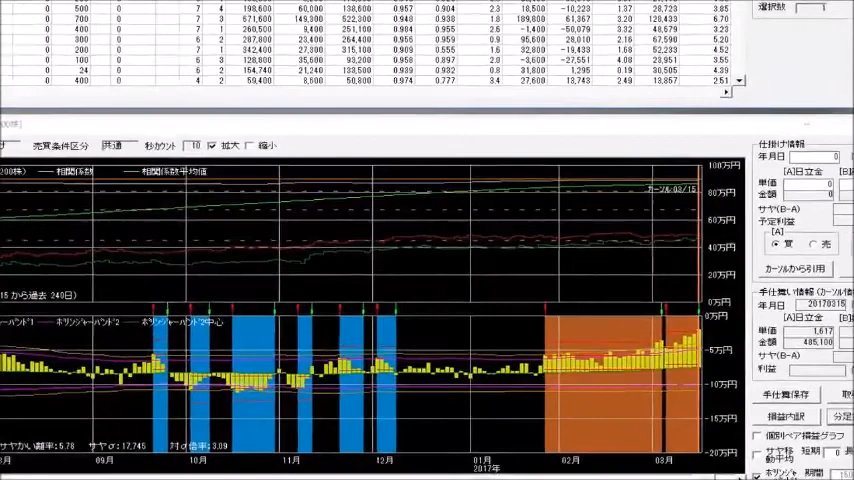 0 500 0 7 4 198,600 60,000 138,600 0.957 0.904 2.3 18,500 -10,223 1.37 28,723 3.85
0 300 0 7 3 671,600 149,300 522,300 0.948 0.938 1.8 189,800 61,367 3.20 128,433 6.70
0 400 0 7 1 260,500 9,400 251,100 0.904 0.955 2.6 -1,400 -50,079 3.32 48,679 3.23
0 200 0 6 2 287,800 23,400 264,400 0.956 0.959 0.9 95,600 28,010 2.16 67,590 5.20
0 200 0 7 1 342,400 27,300 315,100 0.909 0.555 1.6 32,800 -19,433 1.68 52,233 4.52
0 100 0 6 3 128,800 35,600 93,200 0.958 0.897 2.0 -3,600 -27,551 4.08 23,951 3.55
0 24 0 6 2 154,740 21,240 133,500 0.939 0.932 0.8 31,800 1,295 0.19 30,505 4.39
0 400 0 4 2 59,400 8,600 50,800 0.974 0.777 3.4 27,600 13,743 2.49 13,857 2.51
選択数 1
売買条件区分 共通 秒カウント 10 拡大 縮小
200株) 相関係数 相関係数平均値
100万円
カーソル 03/15
80万円
60万円
40万円
20万円
15 から過去 240日)
0万円
ーバンド1 ボリンジャーバンド2 ボリンジャーバンド2中心
0万円
-5万円
-10万円
-15万円
サヤかい離率:5.78 サヤσ:17,745 対σ倍率:3.09
-20万円
09月 10月 11月 12月 01月 02月 03月
2017年
仕掛け情報
年月日 0
[A]日立金 [B]
単価 0
金額 0
サヤ(B-A)
予定利益
[A]
買 売
カーソルから引用
手仕舞い情報 (カーソル
年月日 20170315
[A]日立金 [B]
単価 1,617
金額 485,100
サヤ(B-A)
利益
手仕舞保存
損益内訳 分足
個別ペア損益グラフ
サヤ移動平均 短期 0 長
ボリンジャ 期間